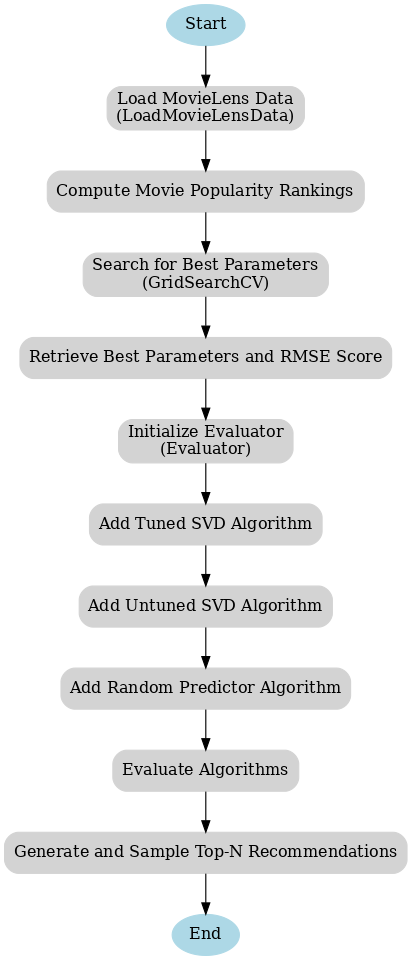 Start
Load MovieLens Data
(LoadMovieLensData)
Compute Movie Popularity Rankings
Search for Best Parameters
(GridSearchCV)
Retrieve Best Parameters and RMSE Score
Initialize Evaluator
(Evaluator)
Add Tuned SVD Algorithm
Add Untuned SVD Algorithm
Add Random Predictor Algorithm
Evaluate Algorithms
Generate and Sample Top-N Recommendations
End